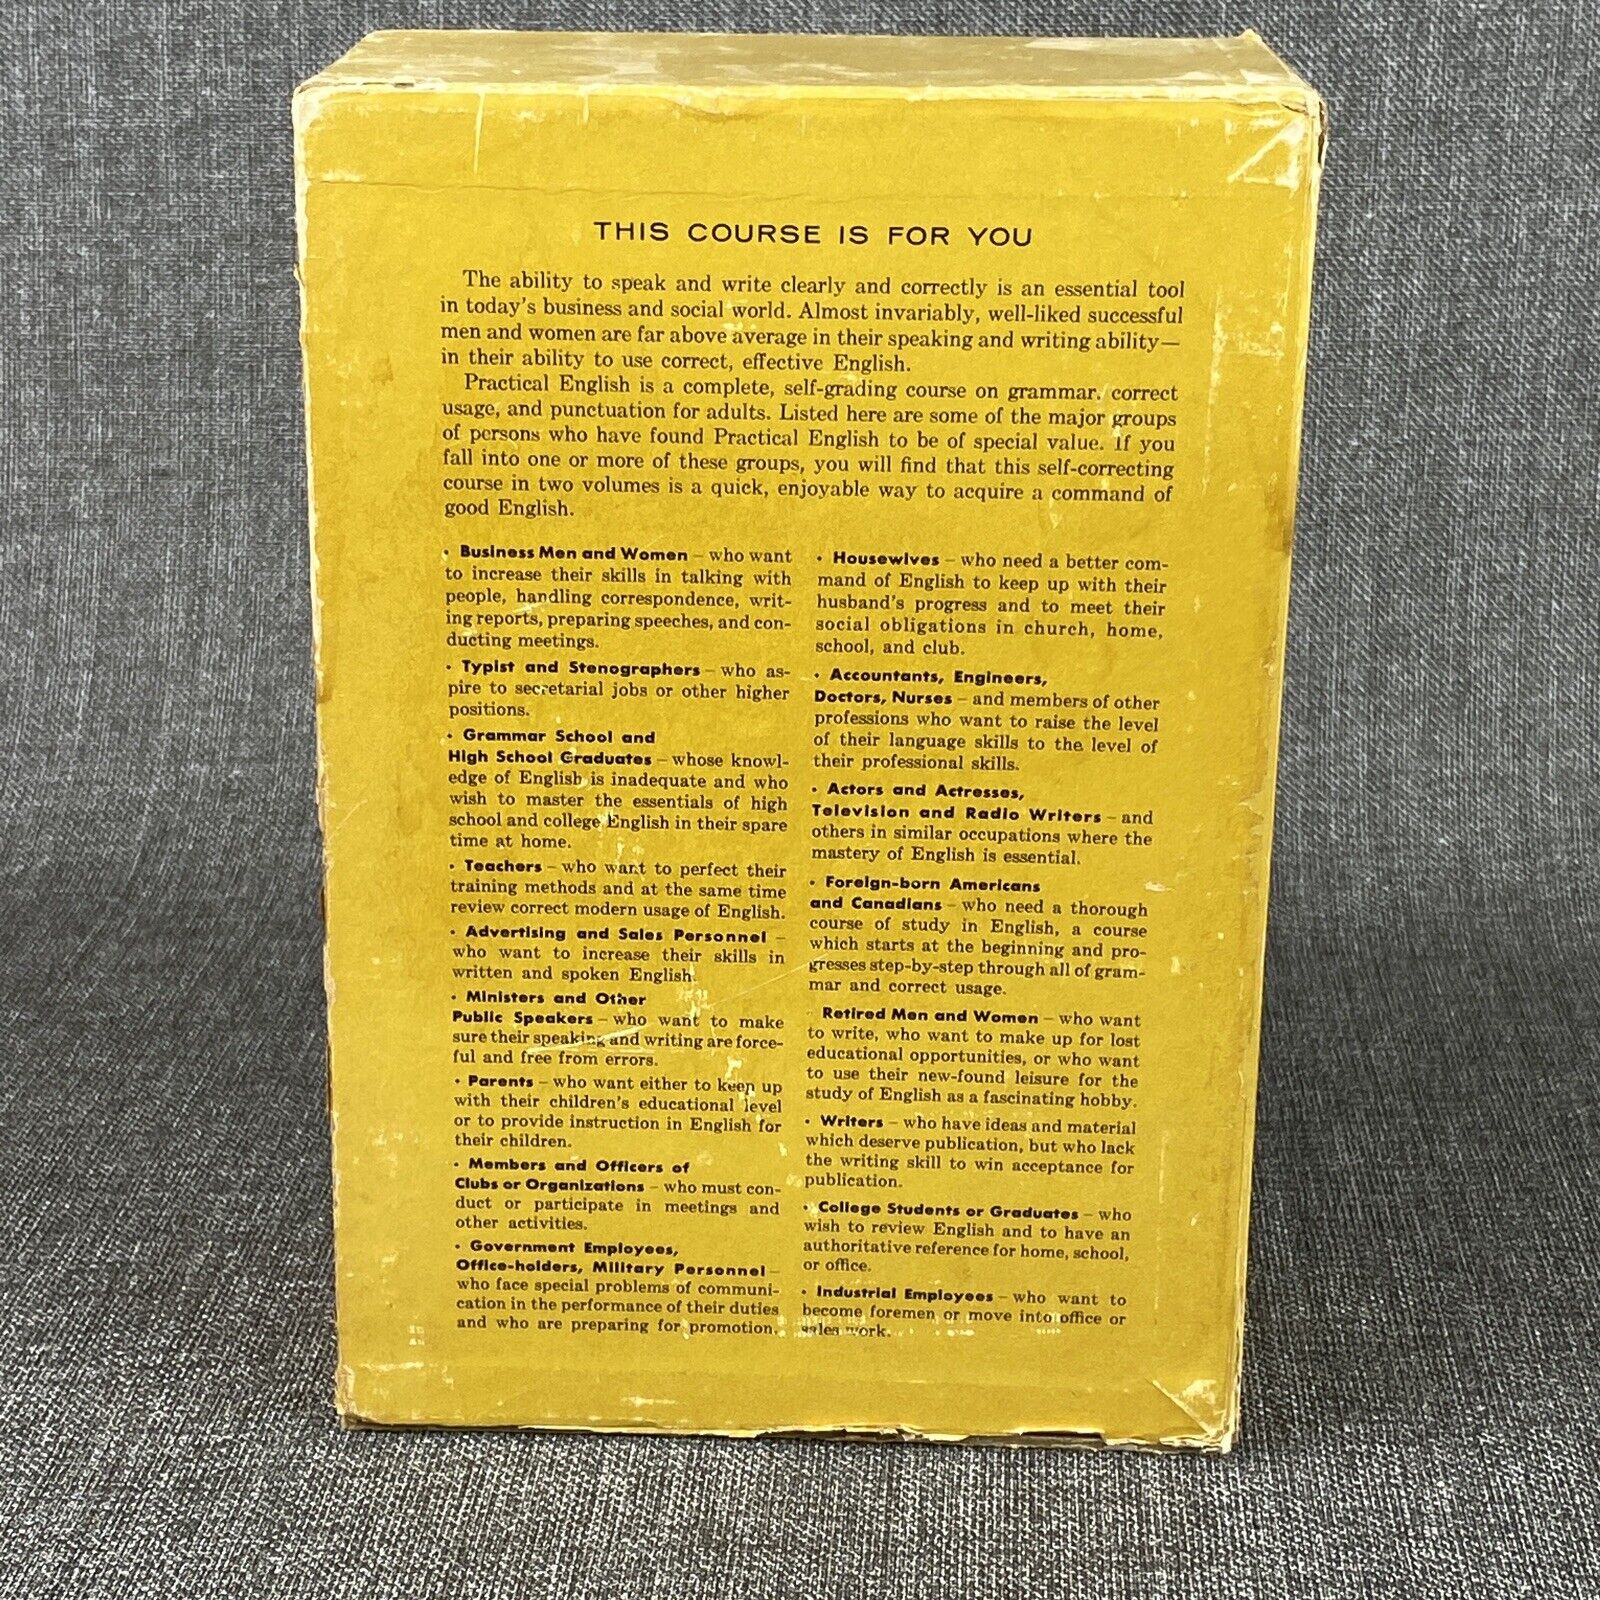 THIS COURSE IS FOR YOU
The ability to speak and write clearly and correctly is an essential tool
in today's business and social world. Almost invariably, well-liked successful
men and women are far above average in their speaking and writing ability—
in their ability to use correct, effective English.
Practical English is a complete, self-grading course on grammar. correct
usage, and punctuation for adults. Listed here are some of the major groups
of persons who have found Practical English to be of special value. If you
fall into one or more of these groups, you will find that this self-correcting
course in two volumes is a quick, enjoyable way to acquire a command of
good English.
• Business Men and Women – who want
to increase their skills in talking with
people, handling correspondence, writ-
ing reports, preparing speeches, and con-
ducting meetings.
• Typist and Stenographers – who as-
pire to secretarial jobs or other higher
positions.
• Grammar School and
High School Graduates – whose knowl-
edge of English is inadequate and who
wish to master the essentials of high
school and college English in their spare
time at home.
• Teachers – who want to perfect their
training methods and at the same time
review correct modern usage of English.
• Advertising and Sales Personnel –
who want to increase their skills in
written and spoken English.
• Ministers and Other
Public Speakers – who want to make
sure their speaking and writing are force-
ful and free from errors.
• Parents – who want either to keep up
with their children's educational level
or to provide instruction in English for
their children.
• Members and Officers of
Clubs or Organizations – who must con-
duct or participate in meetings and
other activities.
• Government Employees,
Office-holders, Military Personnel –
who face special problems of communi-
cation in the performance of their duties
and who are preparing for promotion.
• Housewives – who need a better com-
mand of English to keep up with their
husband's progress and to meet their
social obligations in church, home,
school, and club.
• Accountants, Engineers,
Doctors, Nurses – and members of other
professions who want to raise the level
of their language skills to the level of
their professional skills.
• Actors and Actresses,
Television and Radio Writers – and
others in similar occupations where the
mastery of English is essential.
• Foreign-born Americans
and Canadians – who need a thorough
course of study in English, a course
which starts at the beginning and pro-
gresses step-by-step through all of gram-
mar and correct usage.
Retired Men and Women – who want
to write, who want to make up for lost
educational opportunities, or who want
to use their new-found leisure for the
study of English as a fascinating hobby.
• Writers – who have ideas and material
which deserve publication, but who lack
the writing skill to win acceptance for
publication.
• College Students or Graduates – who
wish to review English and to have an
authoritative reference for home, school,
or office.
• Industrial Employees – who want to
become foremen or move into office or
sales work.